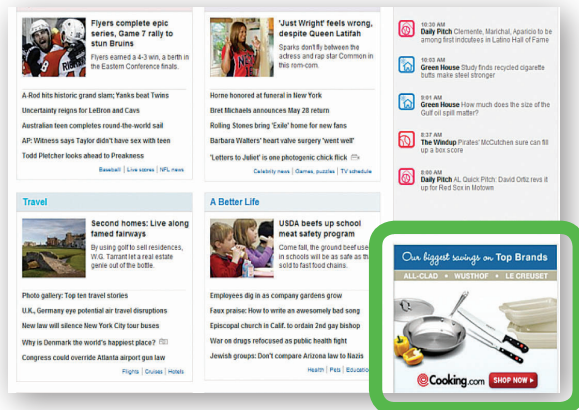 Flyers complete epic
series, Game 7 rally to
stun Bruins
Flyers earned a 4-3 win, a berth in
the Eastern Conference finals.
A-Rod hits historic grand slam; Yanks beat Twins
Uncertainty reigns for LeBron and Cavs
Australian teen completes round-the-world sail
AP: Witness says Taylor didn't have sex with teen
Todd Pletcher looks ahead to Preakness
Baseball | Live scores | NFL news
'Just Wright' feels wrong,
despite Queen Latifah
Sparks don't fly between the
actress and rap star Common in
this rom-com.
Horne honored at funeral in New York
Bret Michaels announces May 28 return
Rolling Stones bring 'Exile' home for new fans
Barbara Walters' heart valve surgery 'went well'
'Letters to Juliet' is one photogenic chick flick
Celebrity news | Games, puzzles | TV schedule
10:20 AM
Daily Pitch Clemente, Marichal, Aparicio to be
among first inductees in Latino Hall of Fame
10:03 AM
Green House Study finds recycled cigarette
butts make steel stronger
9:01 AM
Green House How much does the size of the
Gulf oil spill matter?
8:37 AM
The Windup Pirates' McCutchen sure can fill
up a box score
8:00 AM
Daily Pitch AL Quick Pitch: David Ortiz revs it
up for Red Sox in Motown
Travel
Second homes: Live along
famed fairways
By using golf to sell residences,
W.G. Tarrant let a real estate
genie out of the bottle.
Photo gallery: Top ten travel stories
U.K., Germany eye potential air travel disruptions
New law will silence New York City tour buses
Why is Denmark the world's happiest place?
Congress could override Atlanta airport gun law
Flights | Cruises | Hotels
A Better Life
USDA beefs up school
meat safety program
Come fall, the ground beef used
in schools will be as safe as th
sold to fast food chains.
Employees dig in as company gardens grow
Faux praise: How to write an awesomely bad song
Episcopal church in Calif. to ordain 2nd gay bishop
War on drugs refocused as public health fight
Jewish groups: Don't compare Arizona law to Nazis
Health | Pets | Education
Our biggest savings on Top Brands
ALL-CLAD • WUSTHOF • LE CREUSET
Cooking.com SHOP NOW